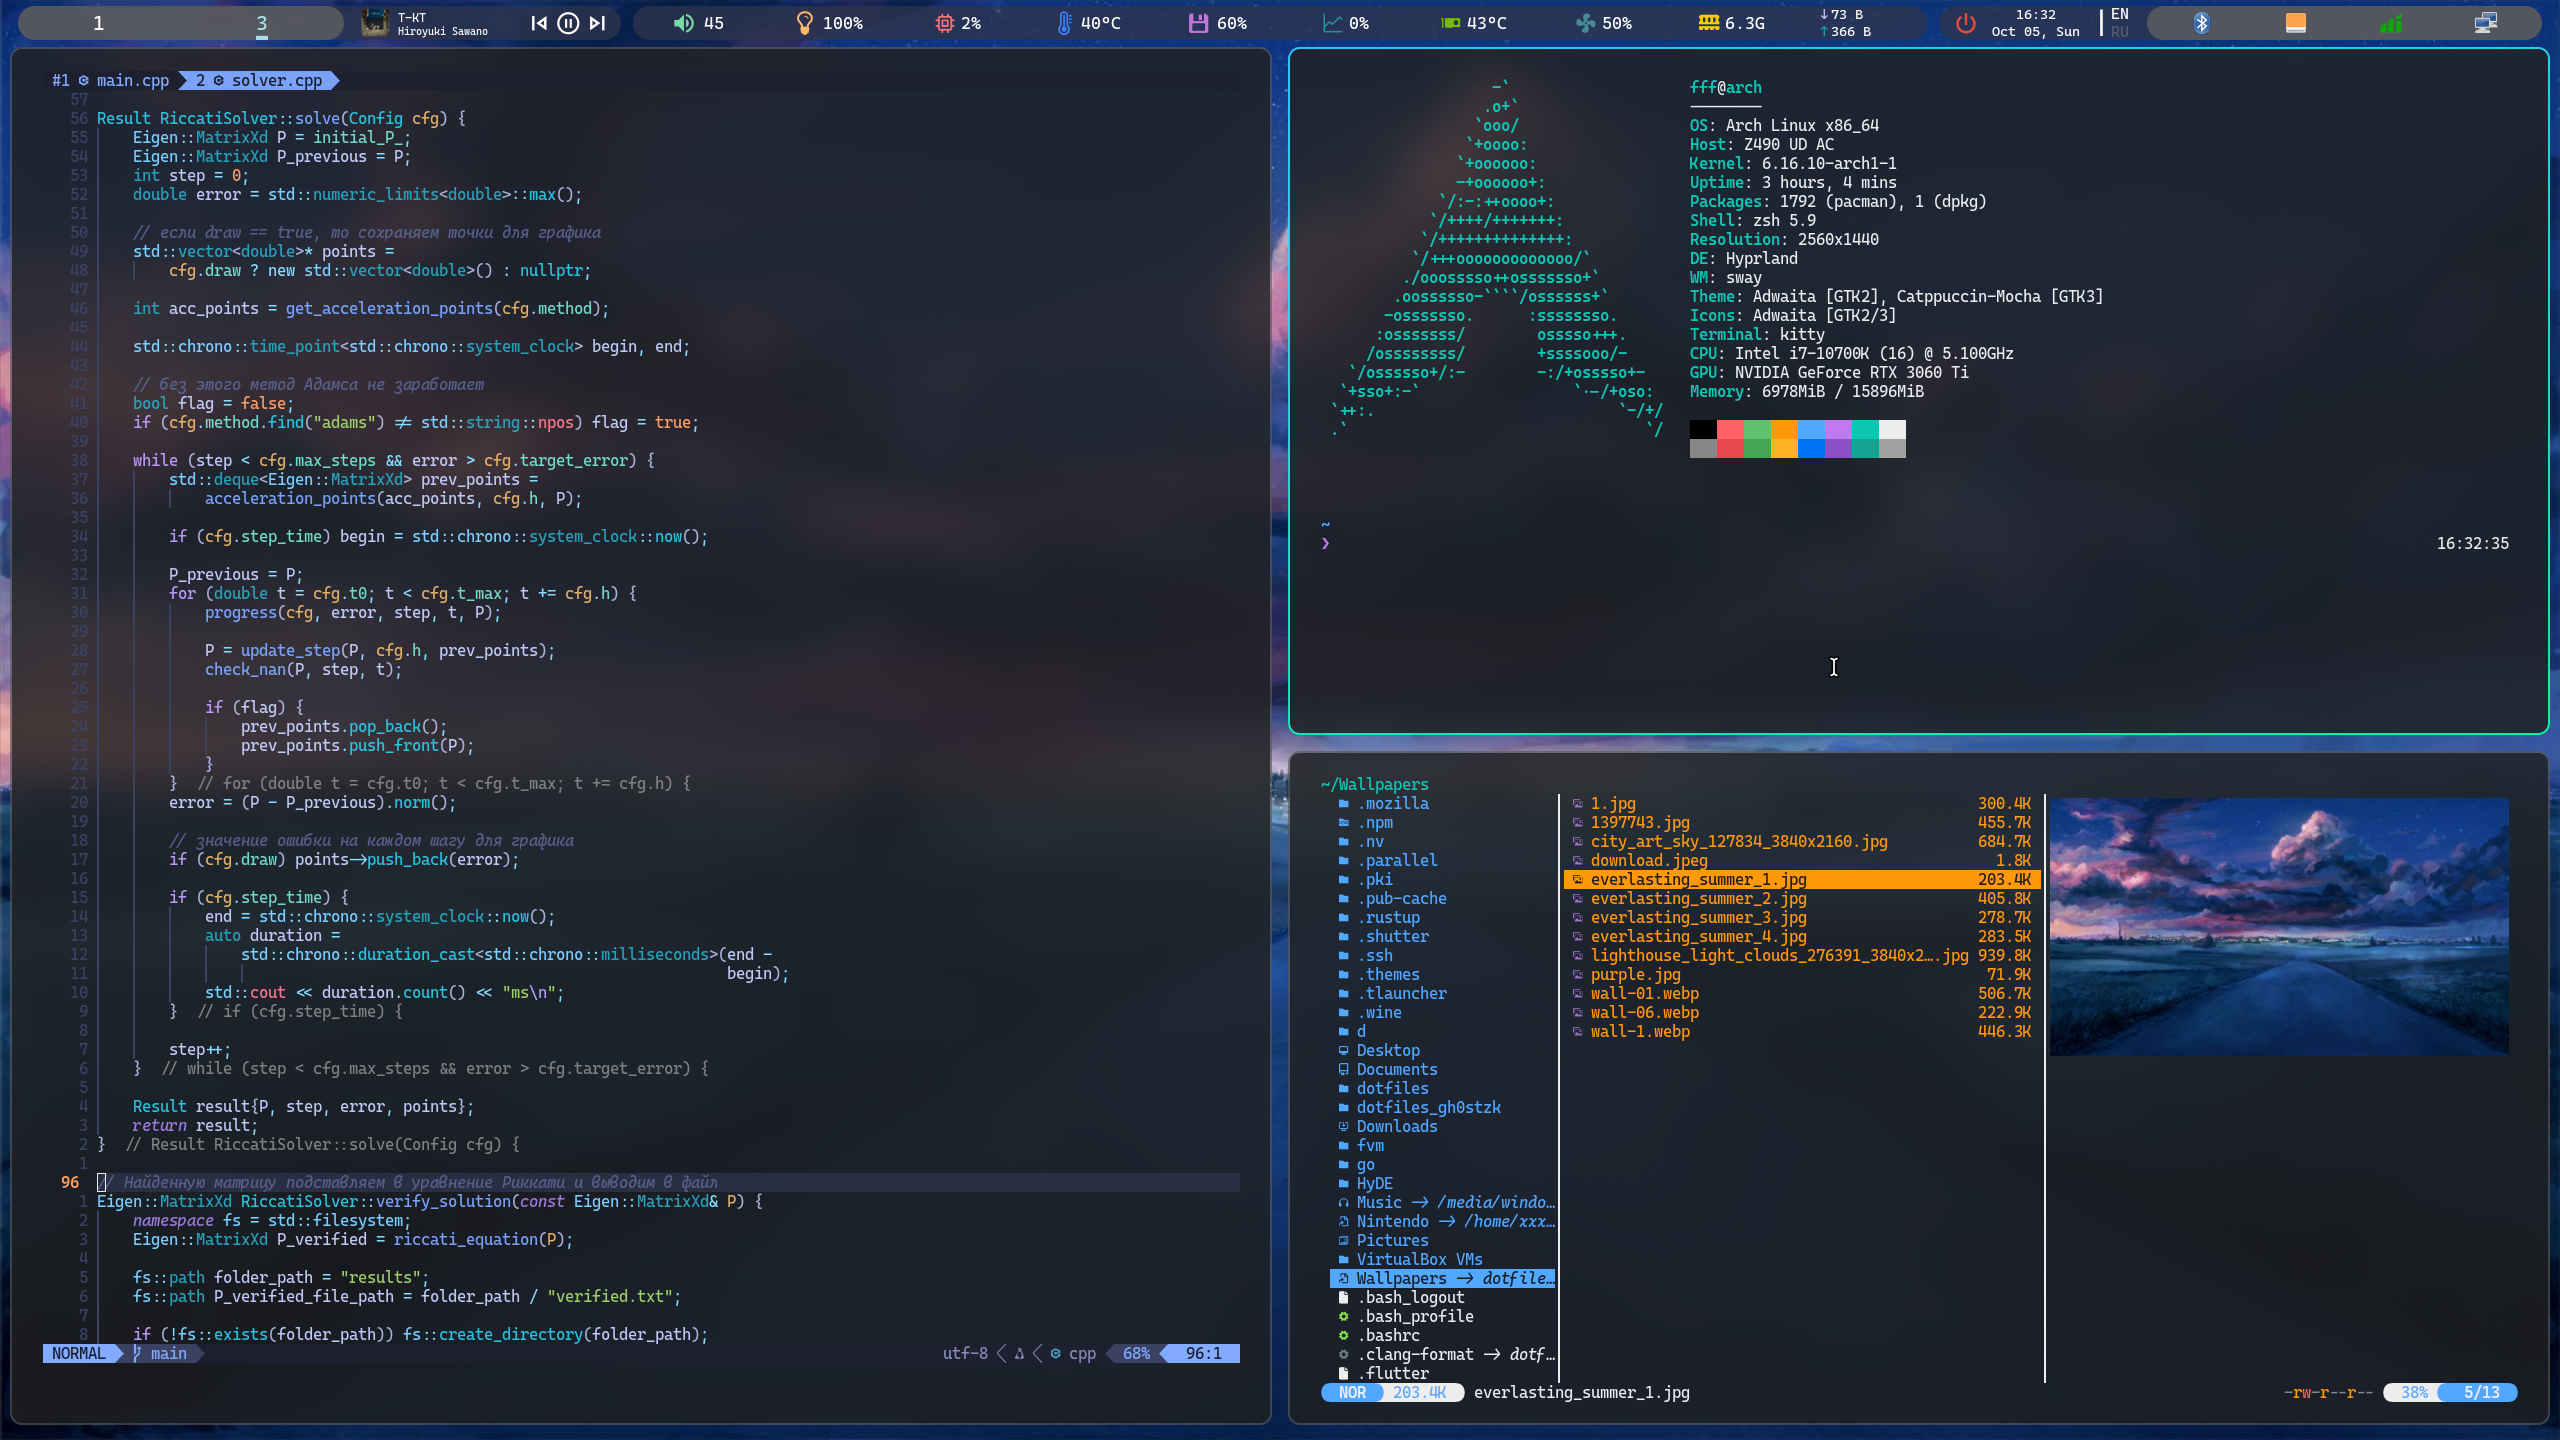 1 3 T-KT 45 100% 2% 40°C 60% 0% 43°C 50% 6.3G ↓73 B 16:32 EN
Hiroyuki Sawano ↑366 B Oct 05, Sun RU
#1 main.cpp 2 solver.cpp
57
56 Result RiccatiSolver::solve(Config cfg) {
55 Eigen::MatrixXd P = initial_P_;
54 Eigen::MatrixXd P_previous = P;
53 int step = 0;
52 double error = std::numeric_limits<double>::max();
51
50 // если draw == true, то сохраняем точки для графика
49 std::vector<double>* points =
48 cfg.draw ? new std::vector<double>() : nullptr;
47
46 int acc_points = get_acceleration_points(cfg.method);
45
44 std::chrono::time_point<std::chrono::system_clock> begin, end;
43
42 // без этого метод Адамса не заработает
41 bool flag = false;
40 if (cfg.method.find("adams") != std::string::npos) flag = true;
39
38 while (step < cfg.max_steps && error > cfg.target_error) {
37 std::deque<Eigen::MatrixXd> prev_points =
36 acceleration_points(acc_points, cfg.h, P);
35
34 if (cfg.step_time) begin = std::chrono::system_clock::now();
33
32 P_previous = P;
31 for (double t = cfg.t0; t < cfg.t_max; t += cfg.h) {
30 progress(cfg, error, step, t, P);
29
28 P = update_step(P, cfg.h, prev_points);
27 check_nan(P, step, t);
26
25 if (flag) {
24 prev_points.pop_back();
23 prev_points.push_front(P);
22 }
21 } // for (double t = cfg.t0; t < cfg.t_max; t += cfg.h) {
20 error = (P - P_previous).norm();
19
18 // значение ошибки на каждом шагу для графика
17 if (cfg.draw) points->push_back(error);
16
15 if (cfg.step_time) {
14 end = std::chrono::system_clock::now();
13 auto duration =
12 std::chrono::duration_cast<std::chrono::milliseconds>(end -
11 begin);
10 std::cout << duration.count() << "ms\n";
9 } // if (cfg.step_time) {
8
7 step++;
6 } // while (step < cfg.max_steps && error > cfg.target_error) {
5
4 Result result{P, step, error, points};
3 return result;
2 } // Result RiccatiSolver::solve(Config cfg) {
1
96 // Найденную матрицу подставляем в уравнение Риккати и выводим в файл
1 Eigen::MatrixXd RiccatiSolver::verify_solution(const Eigen::MatrixXd& P) {
2 namespace fs = std::filesystem;
3 Eigen::MatrixXd P_verified = riccati_equation(P);
4
5 fs::path folder_path = "results";
6 fs::path P_verified_file_path = folder_path / "verified.txt";
7
8 if (!fs::exists(folder_path)) fs::create_directory(folder_path);
NORMAL main utf-8 cpp 68% 96:1
-`
.o+`
`ooo/
`+oooo:
`+oooooo:
-+oooooo+:
`/:-:++oooo+:
`/++++/+++++++:
`/++++++++++++++:
`/+++ooooooooooooo/`
./ooosssso++osssssso+`
.oossssso-````/ossssss+`
-osssssso. :ssssssso.
:osssssss/ osssso+++.
/ossssssss/ +ssssooo/-
`/ossssso+/:- -:/+osssso+-
`+sso+:-` `.-/+oso:
`++:. `-/+/
.` `/
fff@arch
OS: Arch Linux x86_64
Host: Z490 UD AC
Kernel: 6.16.10-arch1-1
Uptime: 3 hours, 4 mins
Packages: 1792 (pacman), 1 (dpkg)
Shell: zsh 5.9
Resolution: 2560x1440
DE: Hyprland
WM: sway
Theme: Adwaita [GTK2], Catppuccin-Mocha [GTK3]
Icons: Adwaita [GTK2/3]
Terminal: kitty
CPU: Intel i7-10700K (16) @ 5.100GHz
GPU: NVIDIA GeForce RTX 3060 Ti
Memory: 6978MiB / 15896MiB
~
❯ 16:32:35
~/Wallpapers
.mozilla
.npm
.nv
.parallel
.pki
.pub-cache
.rustup
.shutter
.ssh
.themes
.tlauncher
.wine
d
Desktop
Documents
dotfiles
dotfiles_gh0stzk
Downloads
fvm
go
HyDE
Music -> /media/windo…
Nintendo -> /home/xxx…
Pictures
VirtualBox VMs
Wallpapers -> dotfile…
.bash_logout
.bash_profile
.bashrc
.clang-format -> dotf…
.flutter
1.jpg 300.4K
1397743.jpg 455.7K
city_art_sky_127834_3840x2160.jpg 684.7K
download.jpeg 1.8K
everlasting_summer_1.jpg 203.4K
everlasting_summer_2.jpg 405.8K
everlasting_summer_3.jpg 278.7K
everlasting_summer_4.jpg 283.5K
lighthouse_light_clouds_276391_3840x2….jpg 939.8K
purple.jpg 71.9K
wall-01.webp 506.7K
wall-06.webp 222.9K
wall-1.webp 446.3K
NOR 203.4K everlasting_summer_1.jpg -rw-r--r-- 38% 5/13